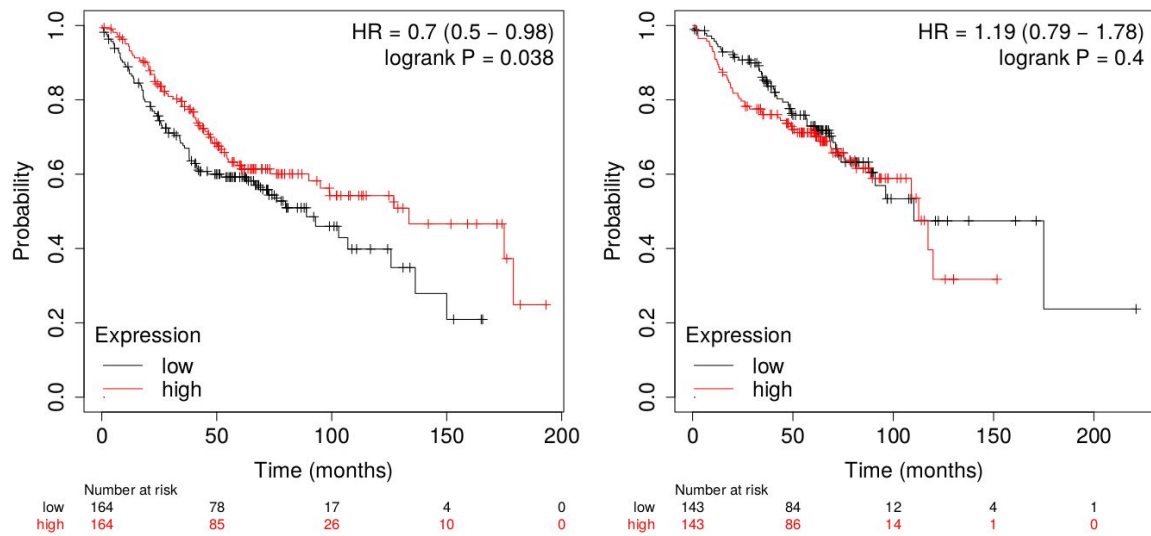 HR = 0.7 (0.5 − 0.98)
logrank P = 0.038
Probability
1.0
0.8
0.6
0.4
0.2
0.0
Expression
low
high
0 50 100 150 200
Time (months)
Number at risk
low 164 78 17 4 0
high 164 85 26 10 0
HR = 1.19 (0.79 − 1.78)
logrank P = 0.4
Probability
1.0
0.8
0.6
0.4
0.2
0.0
Expression
low
high
0 50 100 150 200
Time (months)
Number at risk
low 143 84 12 4 1
high 143 86 14 1 0